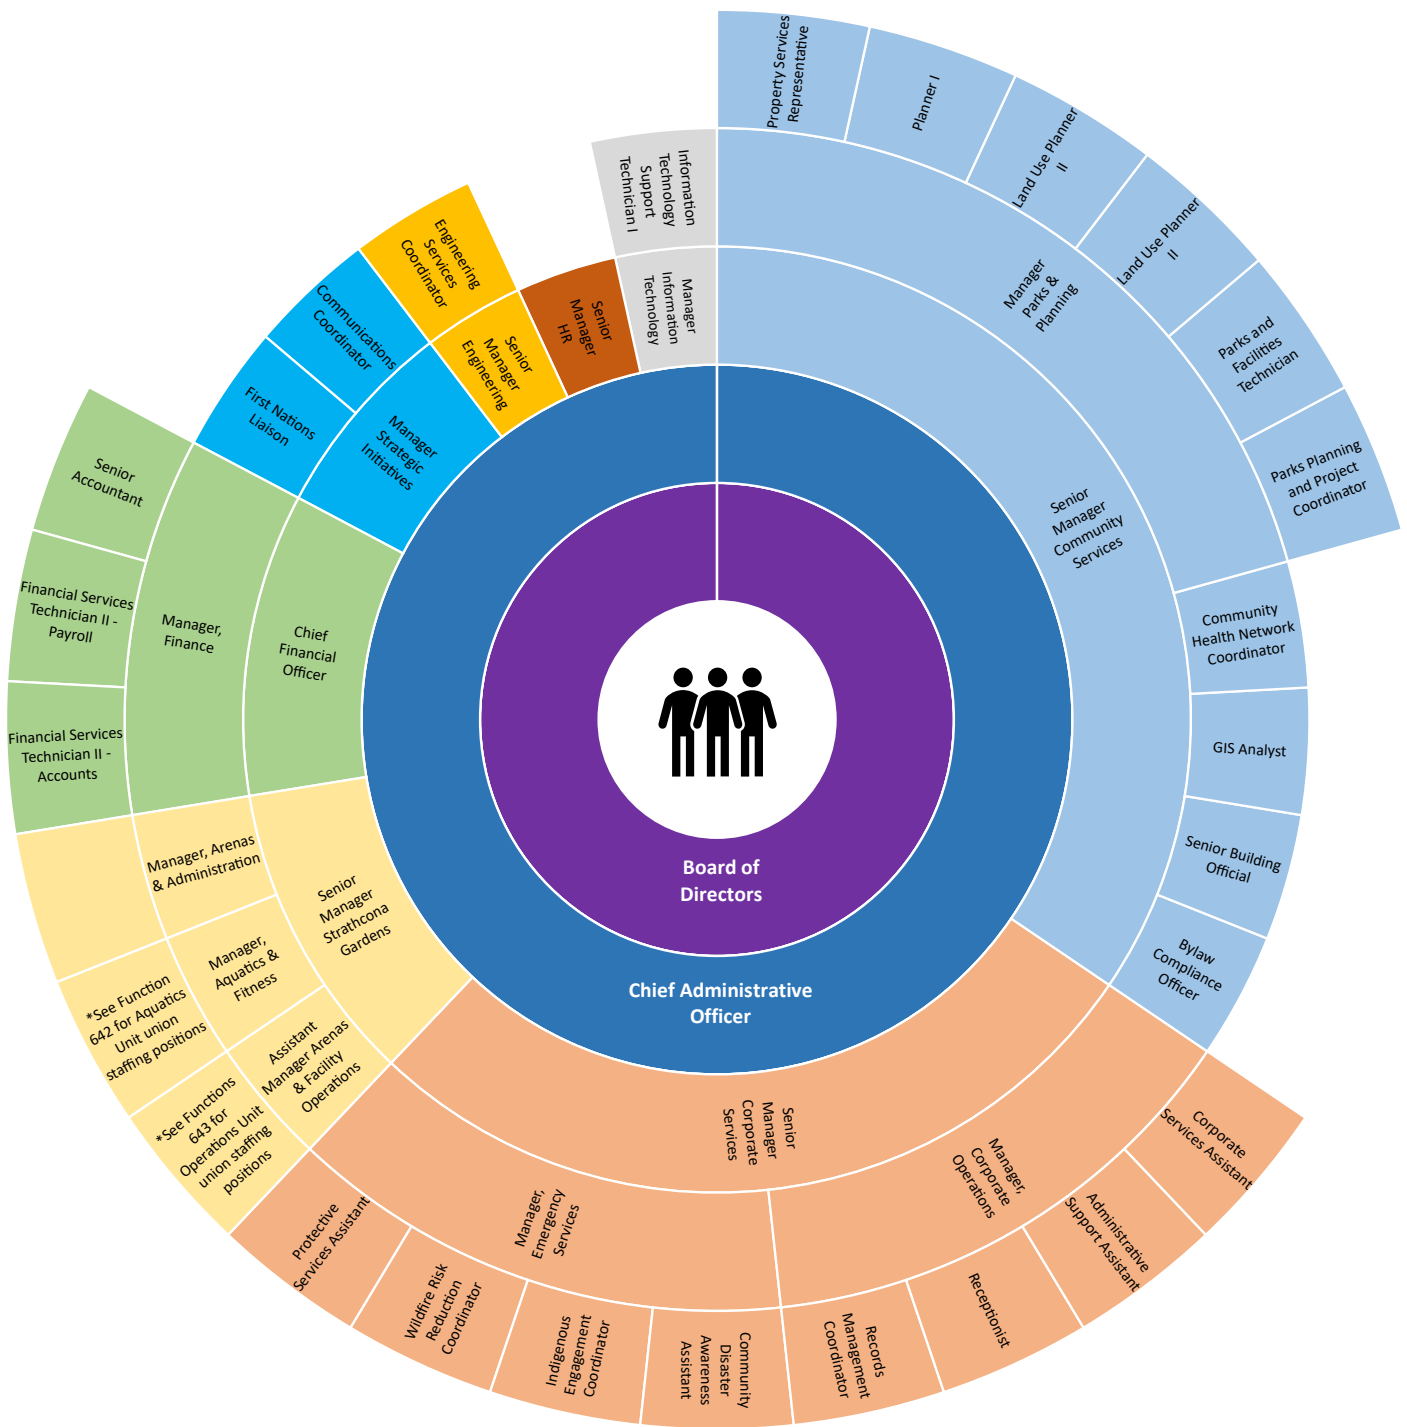 Board of
Directors
Chief Administrative
Officer
Senior
Manager
Community
Services
Manager
Parks &
Planning
Property Services
Representative
Planner I
Land Use Planner
II
Land Use Planner
II
Parks and
Facilities
Technician
Parks Planning
and Project
Coordinator
Community
Health Network
Coordinator
GIS Analyst
Senior Building
Official
Bylaw
Compliance
Officer
Senior
Manager
Corporate
Services
Manager,
Corporate
Operations
Corporate
Services Assistant
Administrative
Support Assistant
Receptionist
Records
Management
Coordinator
Manager,
Emergency
Services
Community
Disaster
Awareness
Assistant
Indigenous
Engagement
Coordinator
Wildfire Risk
Reduction
Coordinator
Protective
Services Assistant
Senior
Manager
Strathcona
Gardens
Assistant
Manager Arenas
& Facility
Operations
*See Functions
643 for
Operations Unit
union staffing
positions
Manager,
Aquatics &
Fitness
*See Function
642 for Aquatics
Unit union
staffing positions
Manager, Arenas
& Administration
Chief
Financial
Officer
Manager,
Finance
Financial Services
Technician II -
Accounts
Financial Services
Technician II -
Payroll
Senior
Accountant
Manager
Strategic
Initiatives
First Nations
Liaison
Communications
Coordinator
Senior
Manager
Engineering
Engineering
Services
Coordinator
Senior
Manager
HR
Manager
Information
Technology
Information
Technology
Support
Technician I